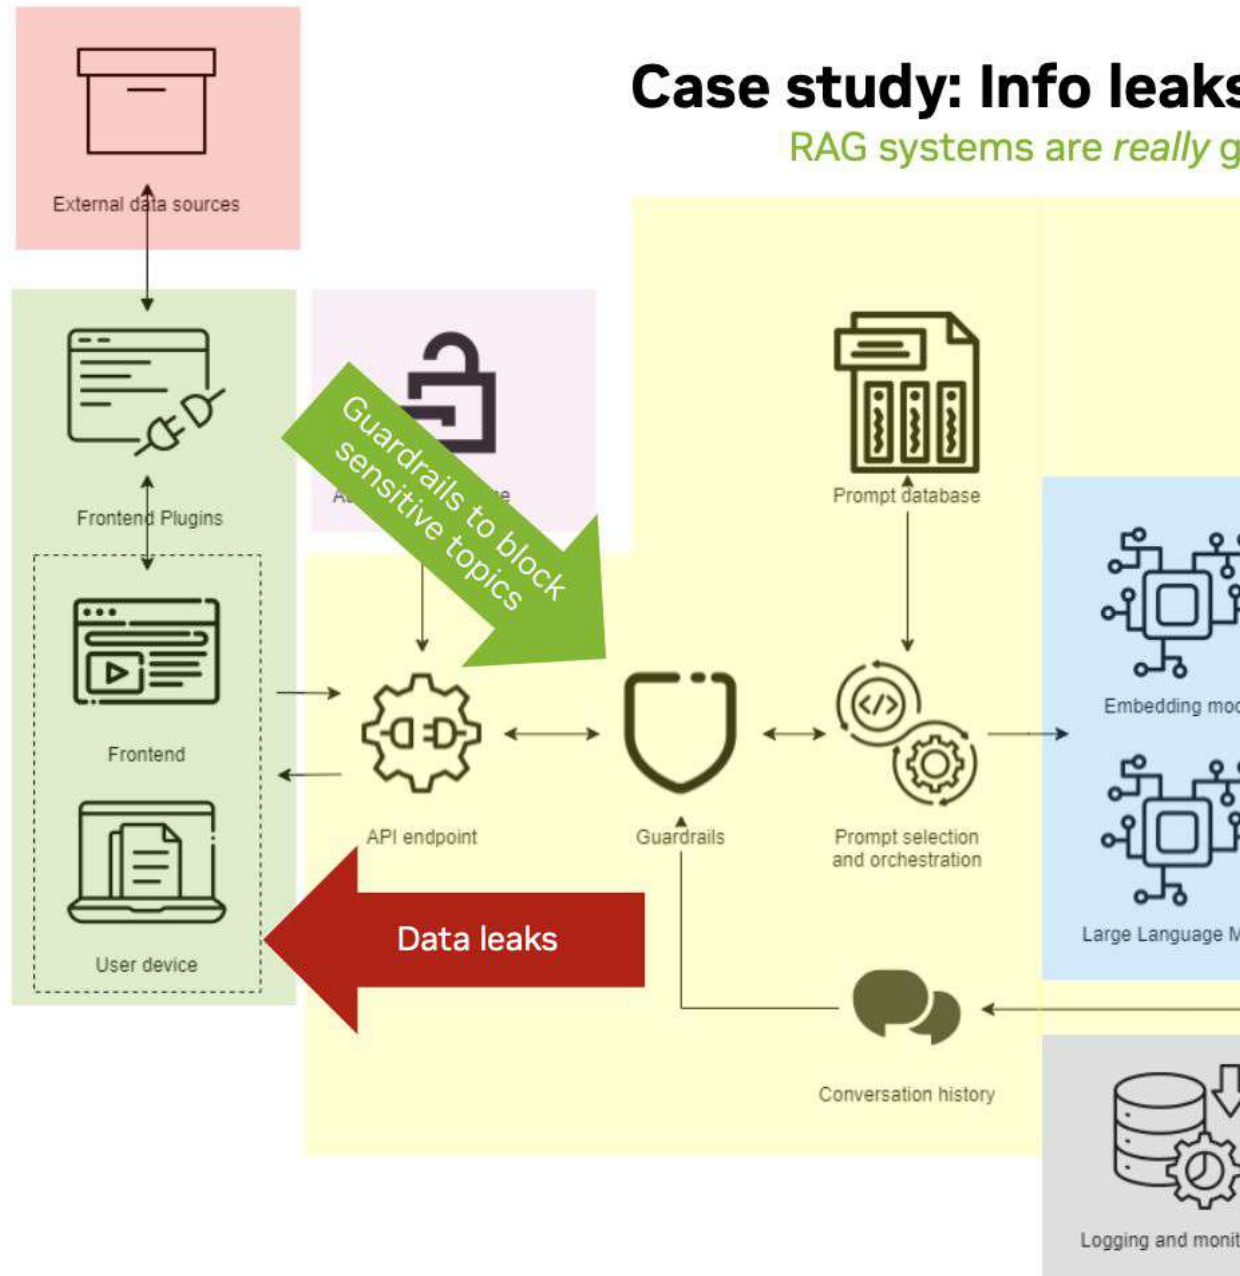 Case study: Info leaks
RAG systems are really g
External data sources
Guardrails to block
sensitive topics
Prompt database
Frontend Plugins
Embedding mod
Frontend
API endpoint
Guardrails
Prompt selection
and orchestration
Data leaks
Large Language M
User device
Conversation history
Logging and monit